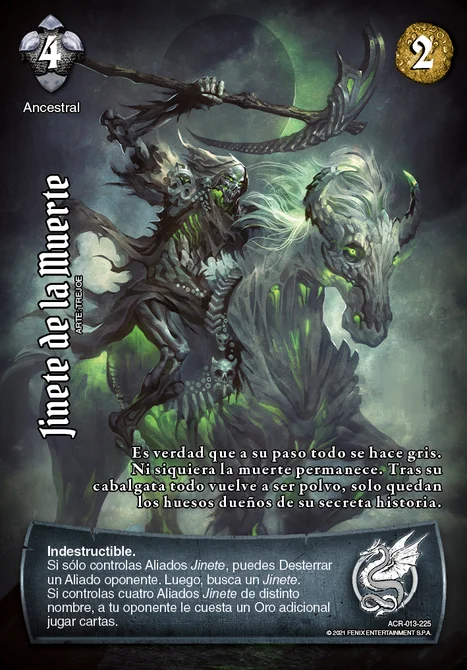 4
2
Ancestral
Jinete de la Muerte
ARTE: TREJOE
Es verdad que a su paso todo se hace gris.
Ni siquiera la muerte permanece. Tras su
cabalgata todo vuelve a ser polvo, solo quedan
los huesos dueños de su secreta historia.
Indestructible.
Si sólo controlas Aliados Jinete, puedes Desterrar
un Aliado oponente. Luego, busca un Jinete.
Si controlas cuatro Aliados Jinete de distinto
nombre, a tu oponente le cuesta un Oro adicional
jugar cartas.
ACR-013-225
© 2021 FENIX ENTERTAINMENT S.P.A.